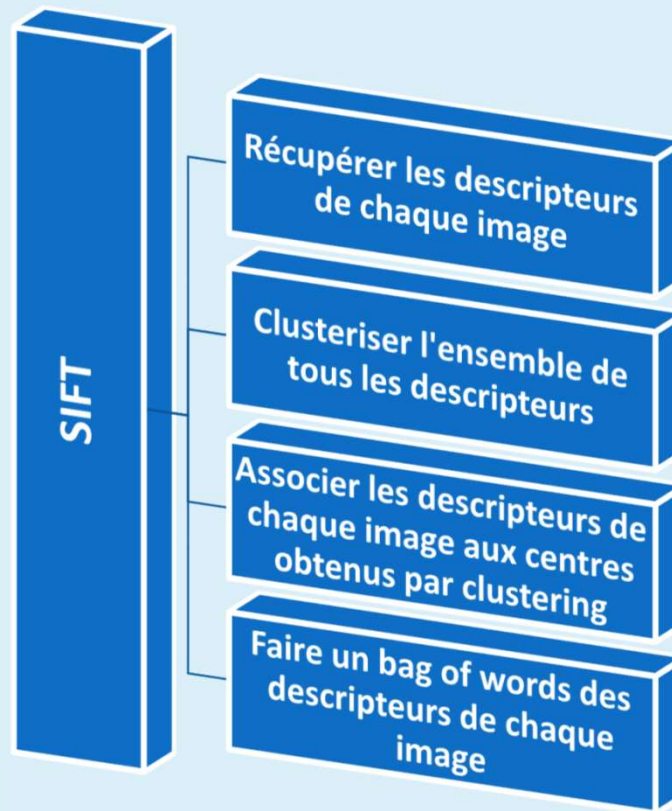 SIFT
Récupérer les descripteurs
de chaque image
Clusteriser l'ensemble de
tous les descripteurs
Associer les descripteurs de
chaque image aux centres
obtenus par clustering
Faire un bag of words des
descripteurs de chaque
image